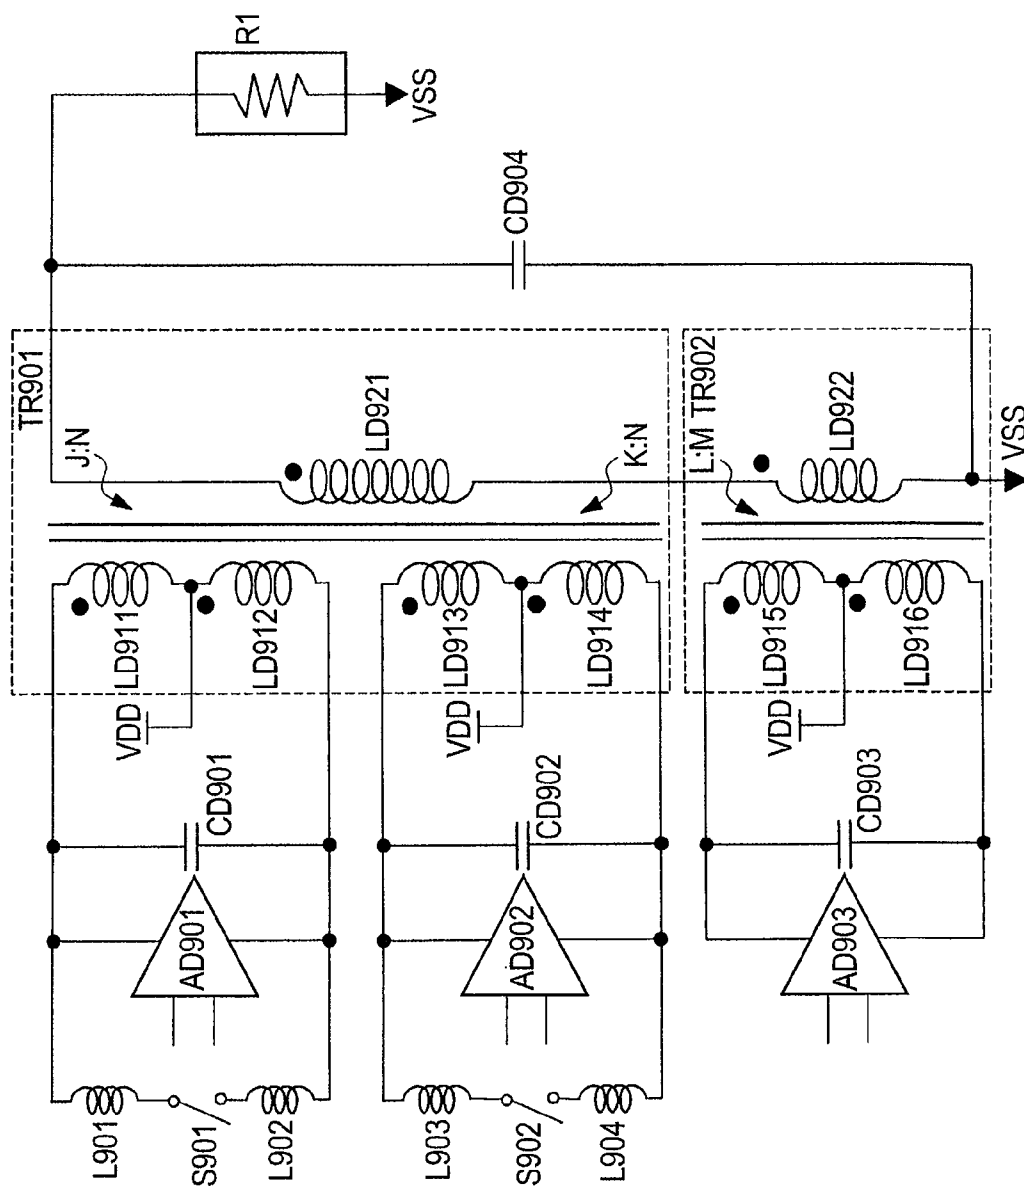 R1
VSS
CD904
TR901
J:N
LD921
K:N
L:M TR902
LD922
VSS
LD911
LD912
LD913
LD914
LD915
LD916
VDD
VDD
VDD
CD901
CD902
CD903
AD901
AD902
AD903
L901
S901
L902
L903
S902
L904